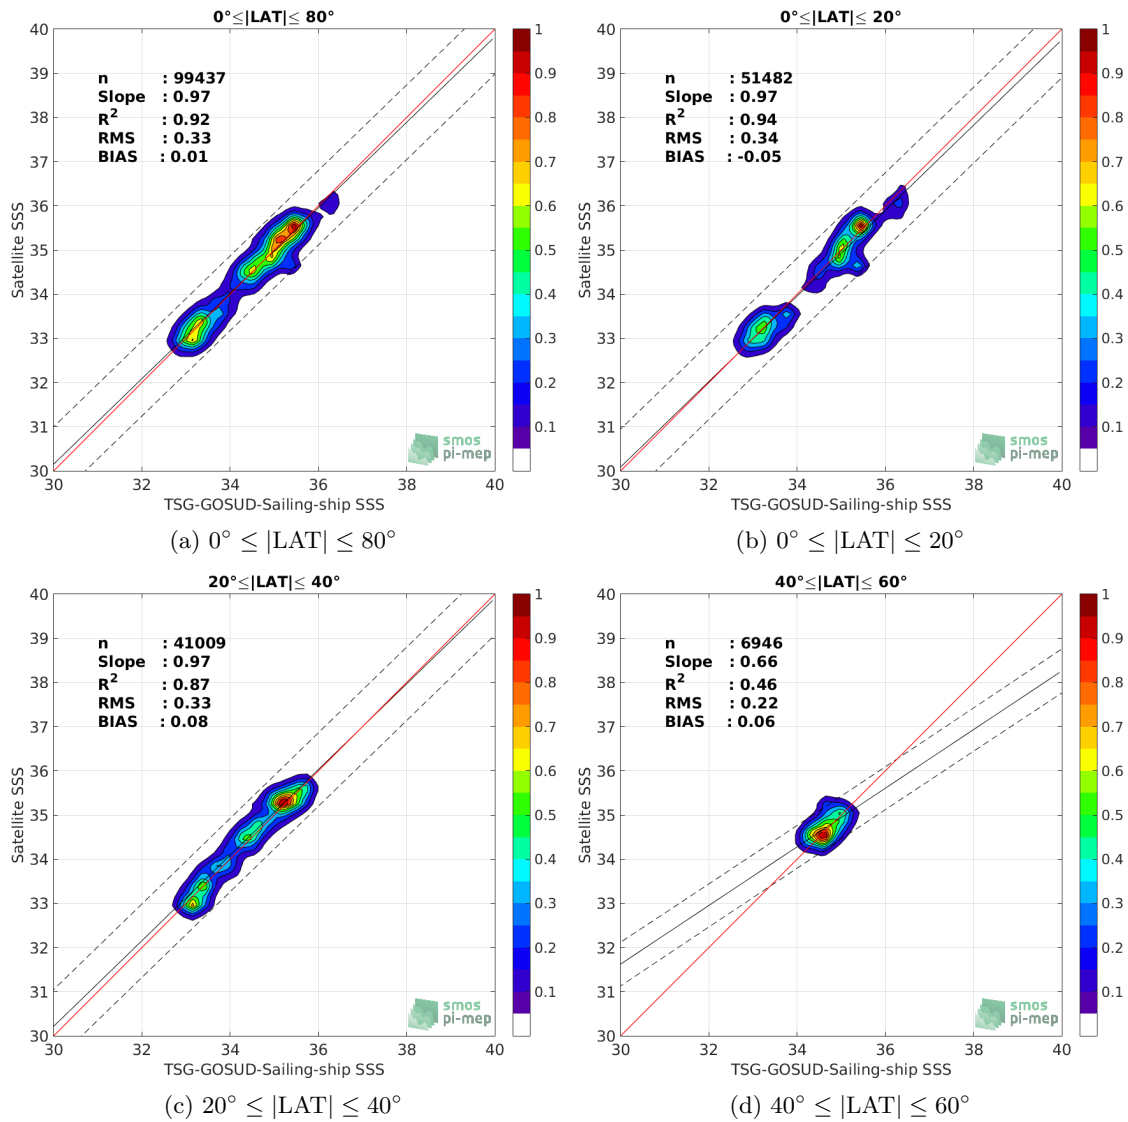 0°≤|LAT|≤ 80°
n : 99437
Slope : 0.97
R2 : 0.92
RMS : 0.33
BIAS : 0.01
40
39
38
37
36
35
34
33
32
31
30
30 32 34 36 38 40
Satellite SSS
TSG-GOSUD-Sailing-ship SSS
1
0.9
0.8
0.7
0.6
0.5
0.4
0.3
0.2
0.1
smos
pi-mep
(a) 0° ≤ |LAT| ≤ 80°
0°≤|LAT|≤ 20°
n : 51482
Slope : 0.97
R2 : 0.94
RMS : 0.34
BIAS : -0.05
40
39
38
37
36
35
34
33
32
31
30
30 32 34 36 38 40
Satellite SSS
TSG-GOSUD-Sailing-ship SSS
1
0.9
0.8
0.7
0.6
0.5
0.4
0.3
0.2
0.1
smos
pi-mep
(b) 0° ≤ |LAT| ≤ 20°
20°≤|LAT|≤ 40°
n : 41009
Slope : 0.97
R2 : 0.87
RMS : 0.33
BIAS : 0.08
40
39
38
37
36
35
34
33
32
31
30
30 32 34 36 38 40
Satellite SSS
TSG-GOSUD-Sailing-ship SSS
1
0.9
0.8
0.7
0.6
0.5
0.4
0.3
0.2
0.1
smos
pi-mep
(c) 20° ≤ |LAT| ≤ 40°
40°≤|LAT|≤ 60°
n : 6946
Slope : 0.66
R2 : 0.46
RMS : 0.22
BIAS : 0.06
40
39
38
37
36
35
34
33
32
31
30
30 32 34 36 38 40
Satellite SSS
TSG-GOSUD-Sailing-ship SSS
1
0.9
0.8
0.7
0.6
0.5
0.4
0.3
0.2
0.1
smos
pi-mep
(d) 40° ≤ |LAT| ≤ 60°